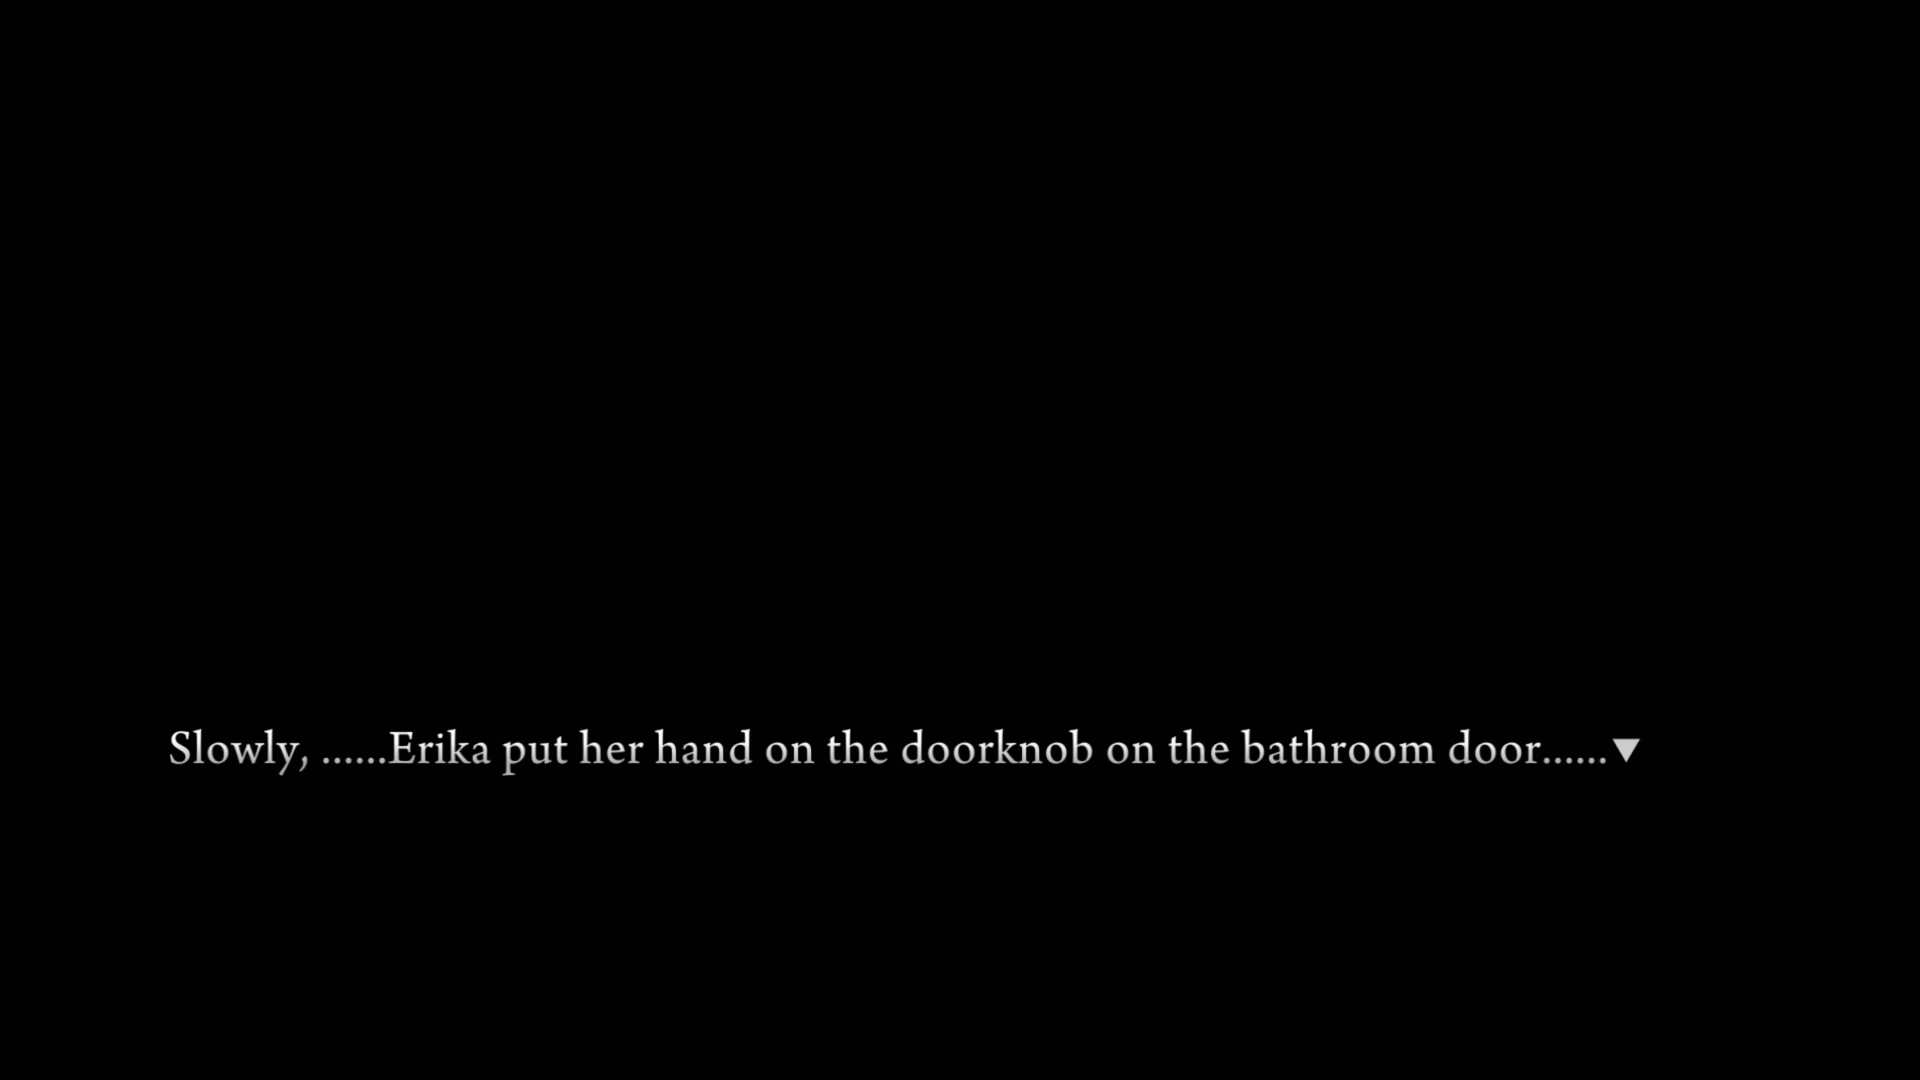 Slowly, ......Erika put her hand on the doorknob on the bathroom door......▼